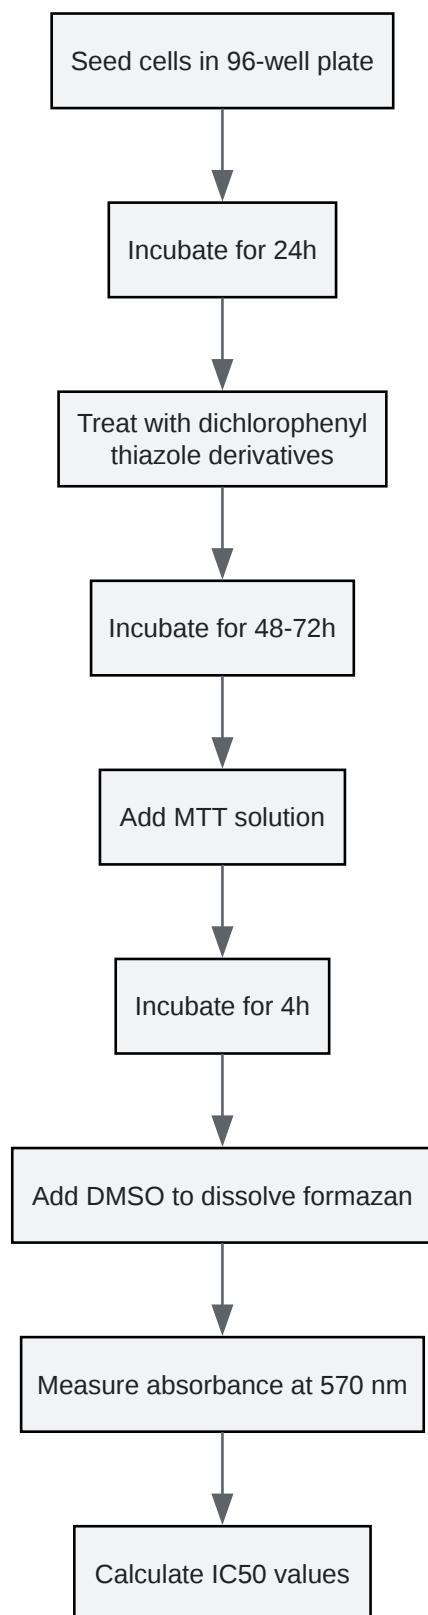 Seed cells in 96-well plate
Incubate for 24h
Treat with dichlorophenyl
thiazole derivatives
Incubate for 48-72h
Add MTT solution
Incubate for 4h
Add DMSO to dissolve formazan
Measure absorbance at 570 nm
Calculate IC50 values